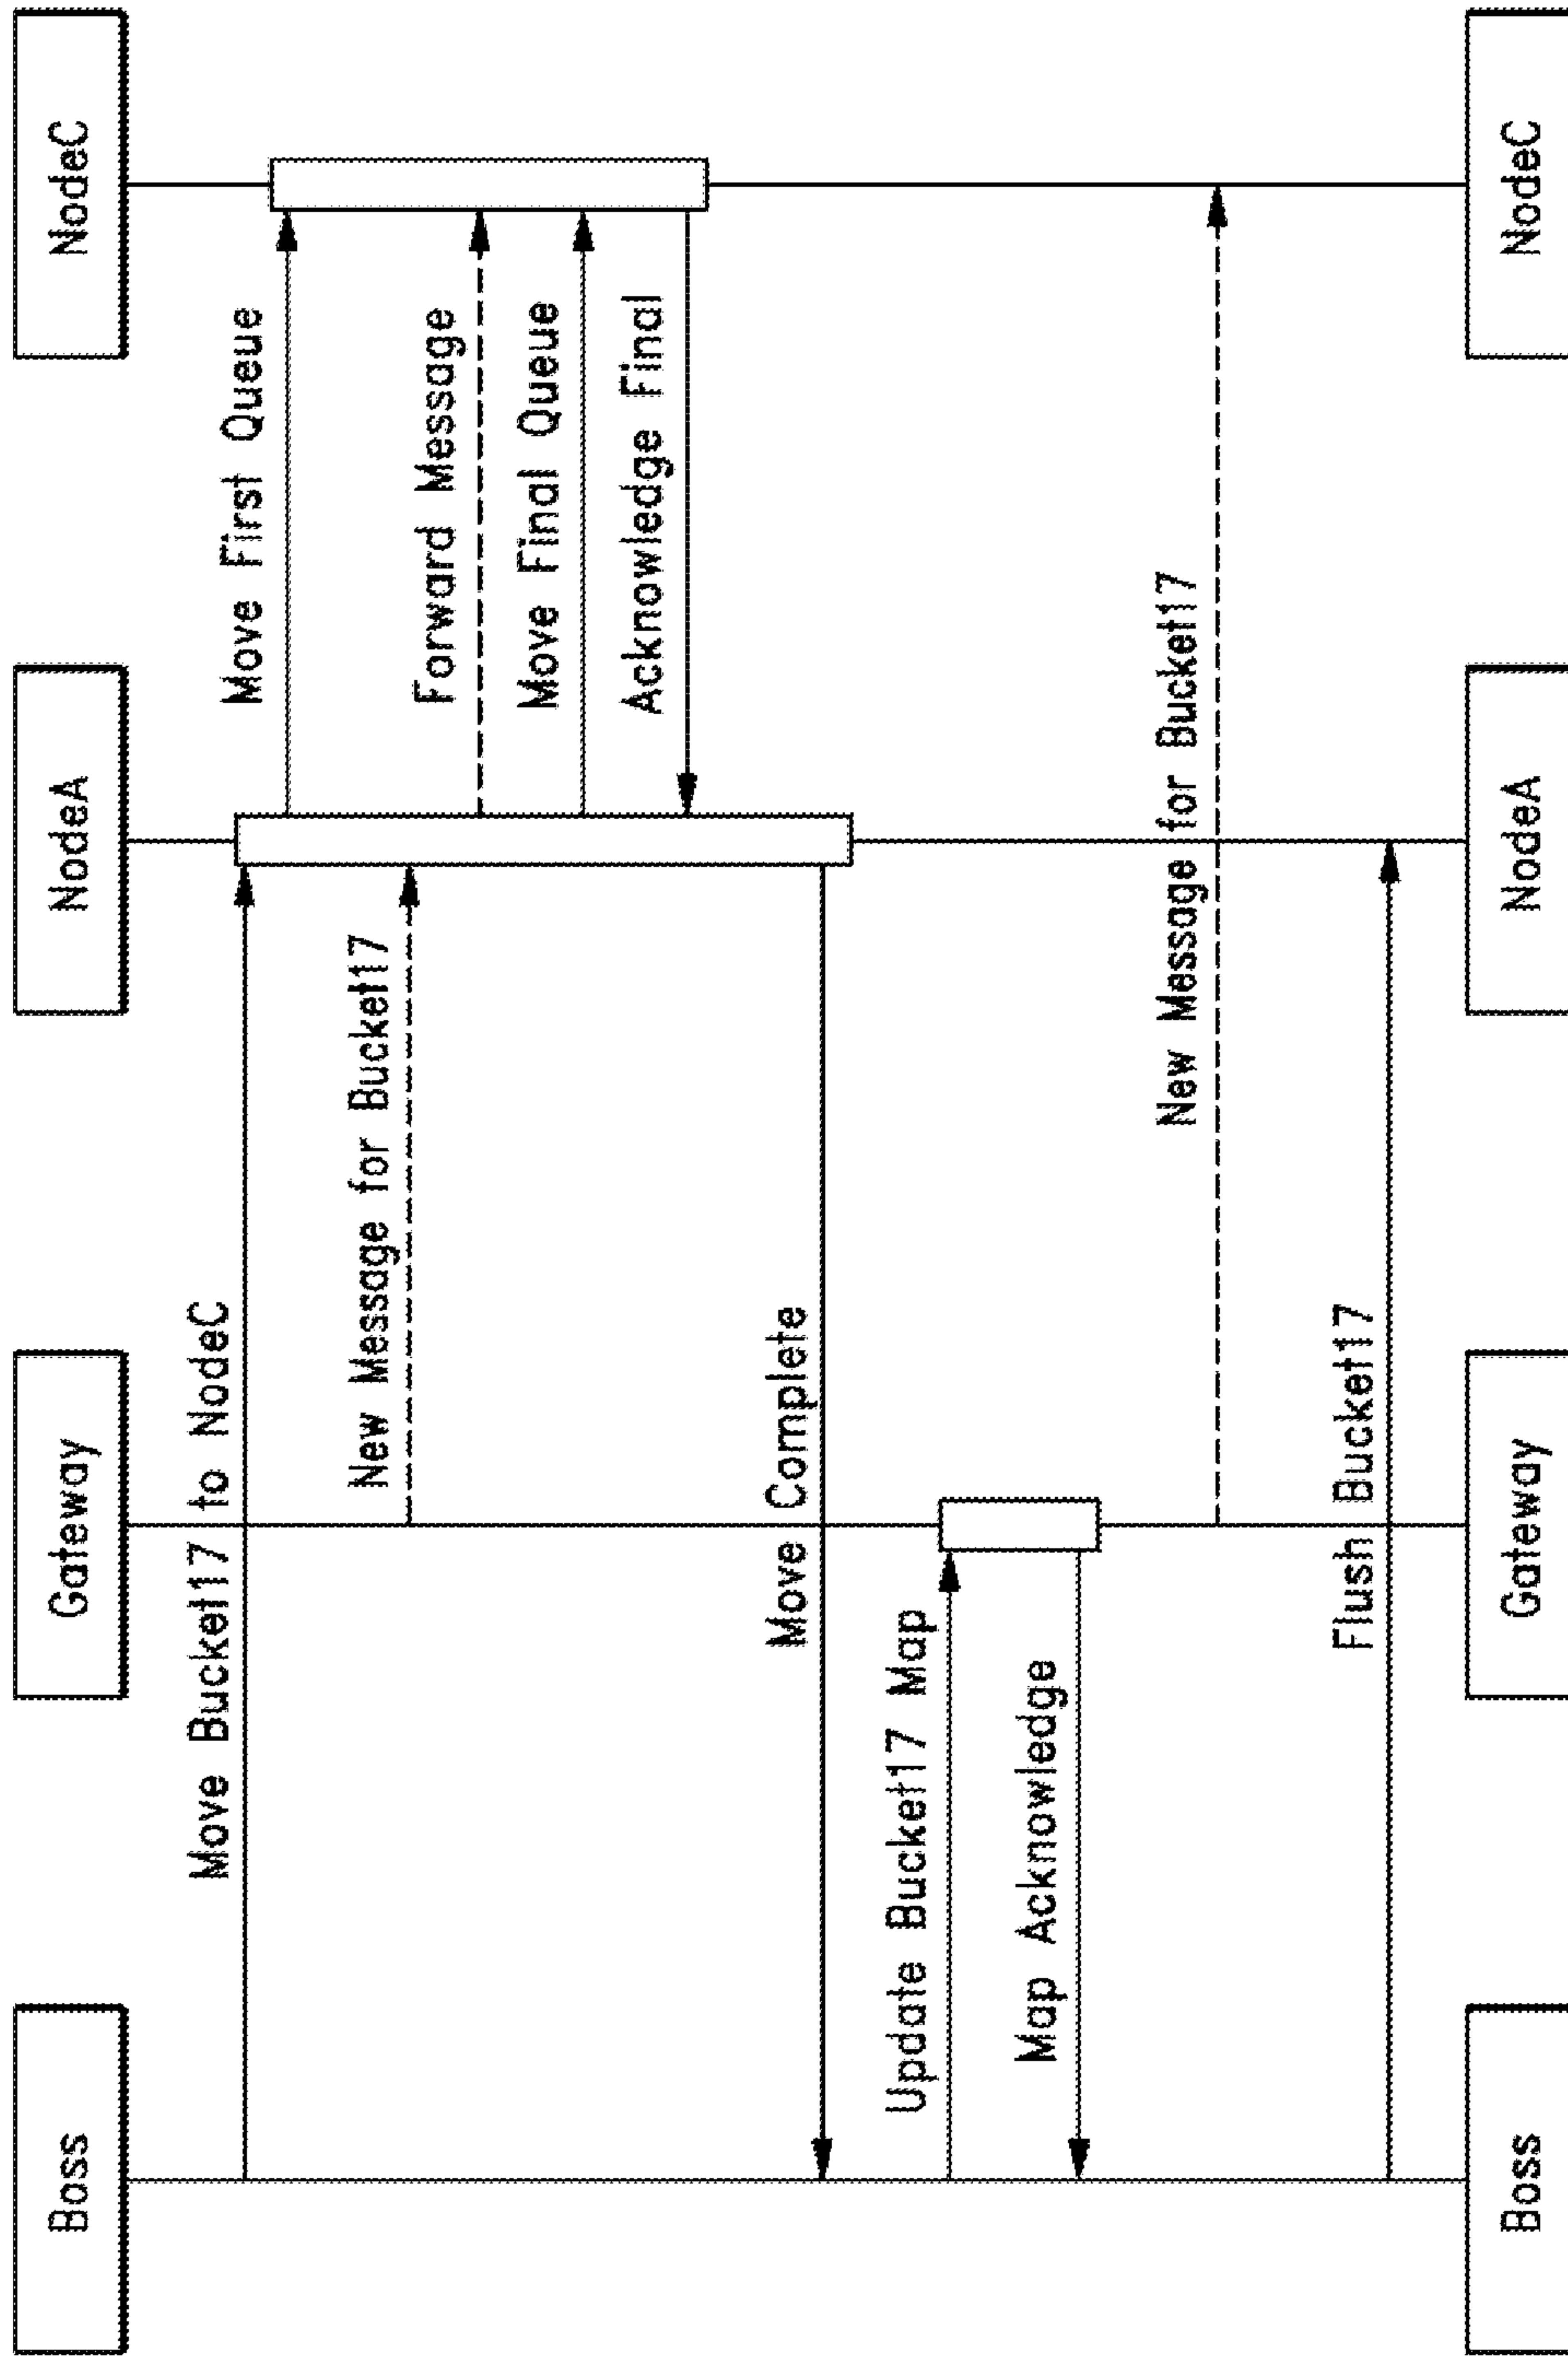 Boss
Gateway
NodeA
NodeC
Move Bucket17 to NodeC
Move First Queue
New Message for Bucket17
Forward Message
Move Final Queue
Acknowledge Final
Move Complete
Update Bucket17 Map
Map Acknowledge
New Message for Bucket17
Flush Bucket17
Boss
Gateway
NodeA
NodeC